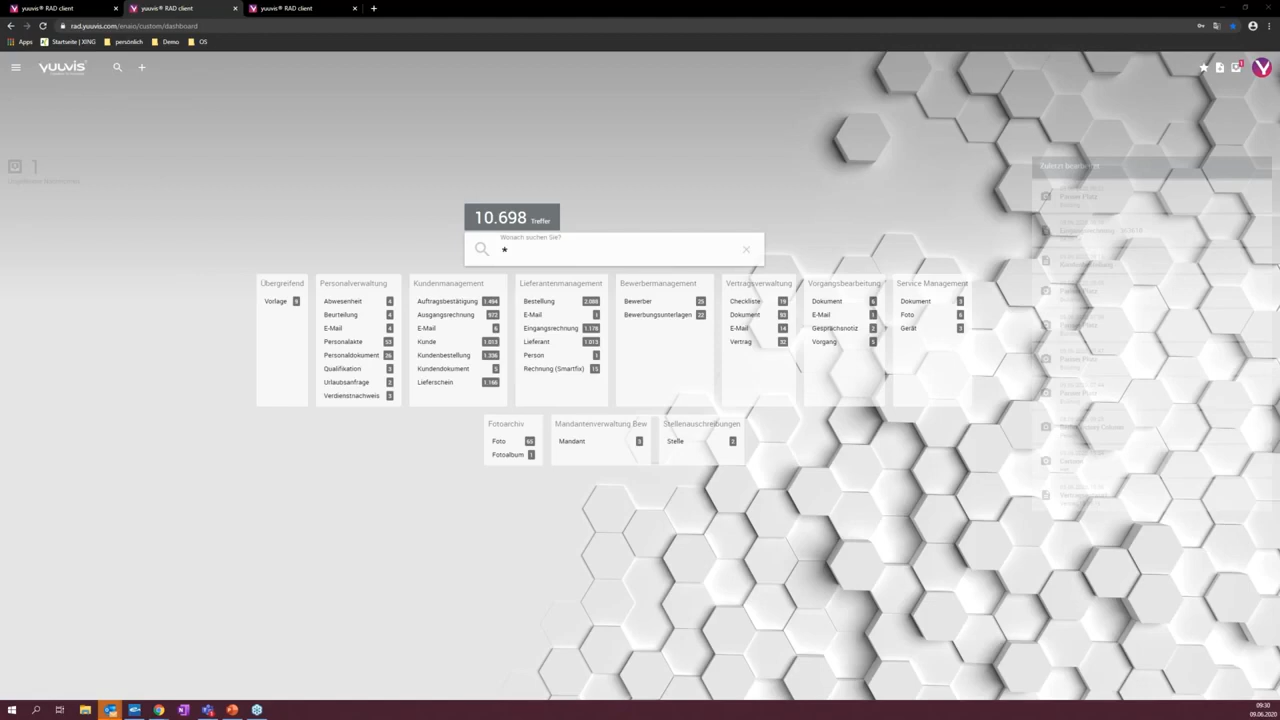 yuuvis® RAD client
yuuvis® RAD client
yuuvis® RAD client
rad.yuuvis.com/enaio/custom/dashboard
Apps
Startseite | XING
persönlich
Demo
OS
yuuvis
1
1
Zuletzt bearbeitet
10.698 Treffer
Wonach suchen Sie?
*
Übergreifend
Vorlage 9
Personalverwaltung
Abwesenheit 4
Beurteilung 4
E-Mail 4
Personalakte 53
Personaldokument 26
Qualifikation 3
Urlaubsanfrage 2
Verdienstnachweis 3
Kundenmanagement
Auftragsbestätigung 1.494
Ausgangsrechnung 972
E-Mail 6
Kunde 1.013
Kundenbestellung 1.336
Kundendokument 5
Lieferschein 1.166
Lieferantenmanagement
Bestellung 2.088
E-Mail 1
Eingangsrechnung 1.178
Lieferant 1.013
Person 1
Rechnung (Smartfix) 15
Bewerbermanagement
Bewerber 25
Bewerbungsunterlagen 22
Vertragsverwaltung
Checkliste 19
Dokument 93
E-Mail 14
Vertrag 32
Vorgangsbearbeitung
Dokument 6
E-Mail 1
Gesprächsnotiz 2
Vorgang 5
Service Management
Dokument 3
Foto 6
Gerät 3
Fotoarchiv
Foto 65
Fotoalbum 1
Mandantenverwaltung Bew
Mandant 3
Stellenausschreibungen
Stelle 2
09:30
09.06.2020